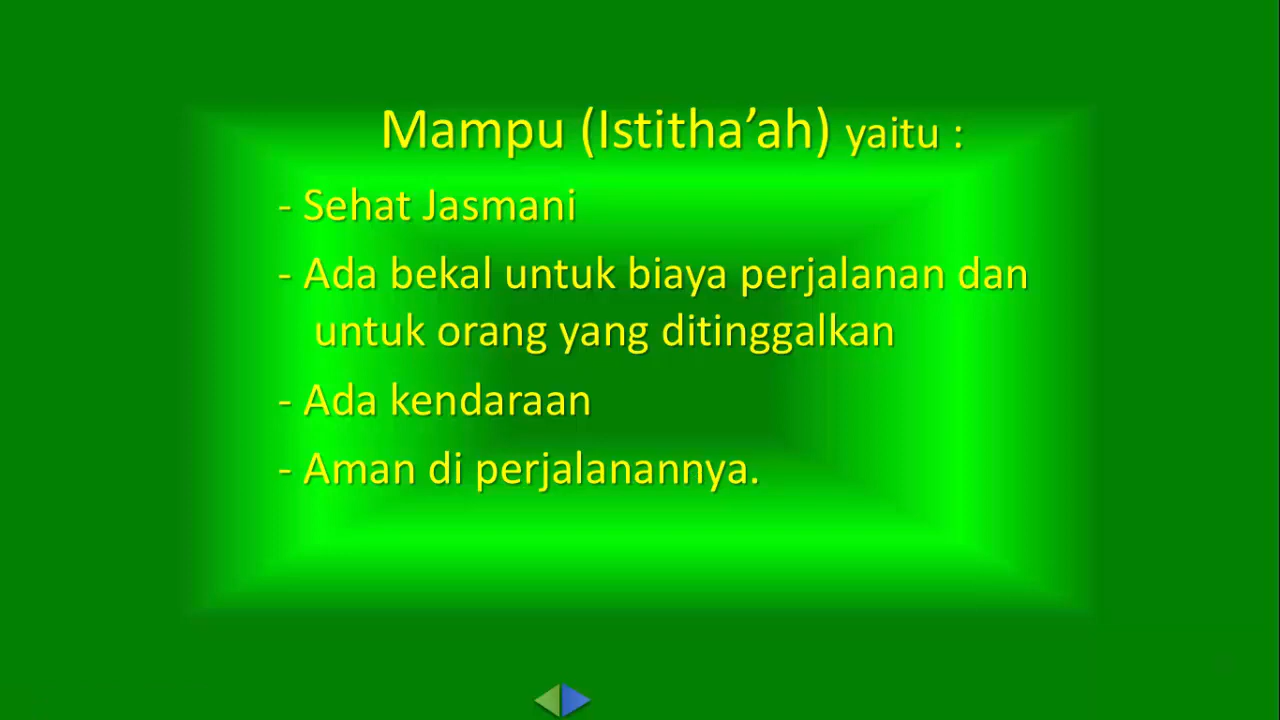 Mampu (Istitha’ah) yaitu :
- Sehat Jasmani
- Ada bekal untuk biaya perjalanan dan
untuk orang yang ditinggalkan
- Ada kendaraan
- Aman di perjalanannya.